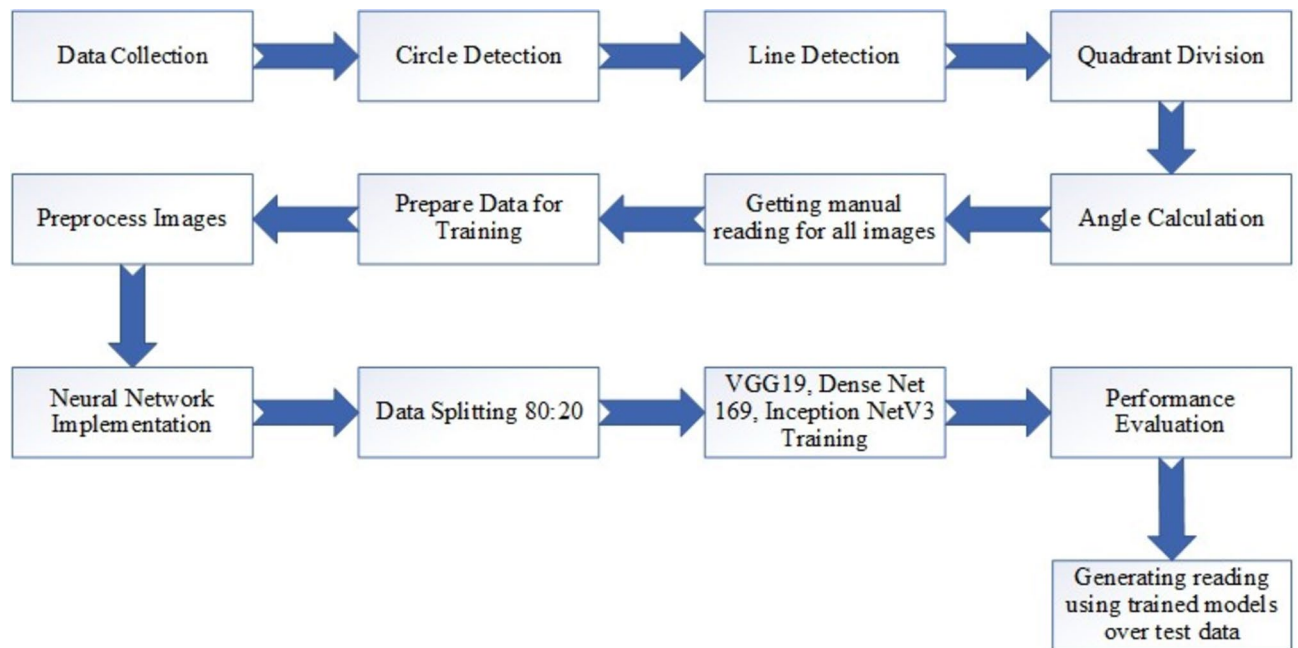 Data Collection
Circle Detection
Line Detection
Quadrant Division
Angle Calculation
Getting manual
reading for all images
Prepare Data for
Training
Preprocess Images
Neural Network
Implementation
Data Splitting 80:20
VGG19, Dense Net
169, Inception NetV3
Training
Performance
Evaluation
Generating reading
using trained models
over test data